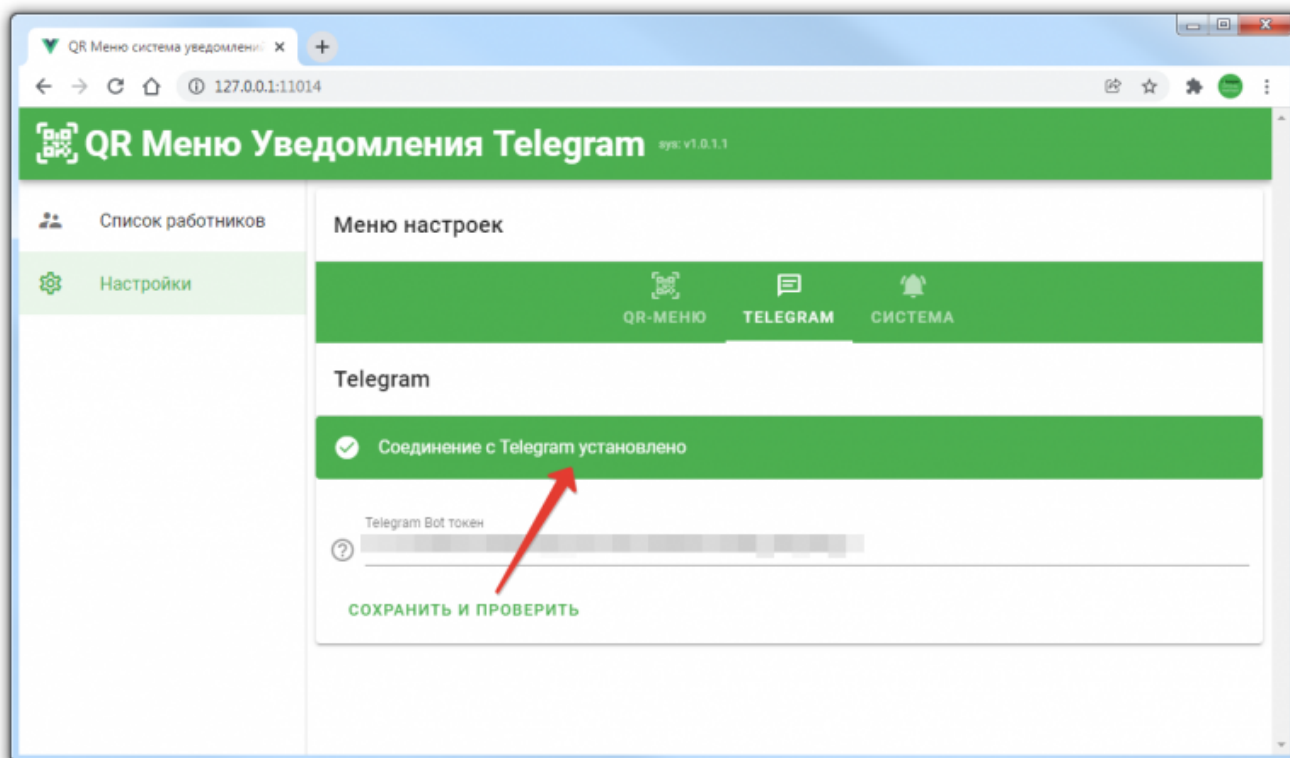 QR Меню система уведомлени
127.0.0.1:11014
QR Меню Уведомления Telegram sys: v1.0.1.1
Список работников
Настройки
Меню настроек
QR-МЕНЮ TELEGRAM СИСТЕМА
Telegram
Соединение с Telegram установлено
Telegram Bot токен
СОХРАНИТЬ И ПРОВЕРИТЬ